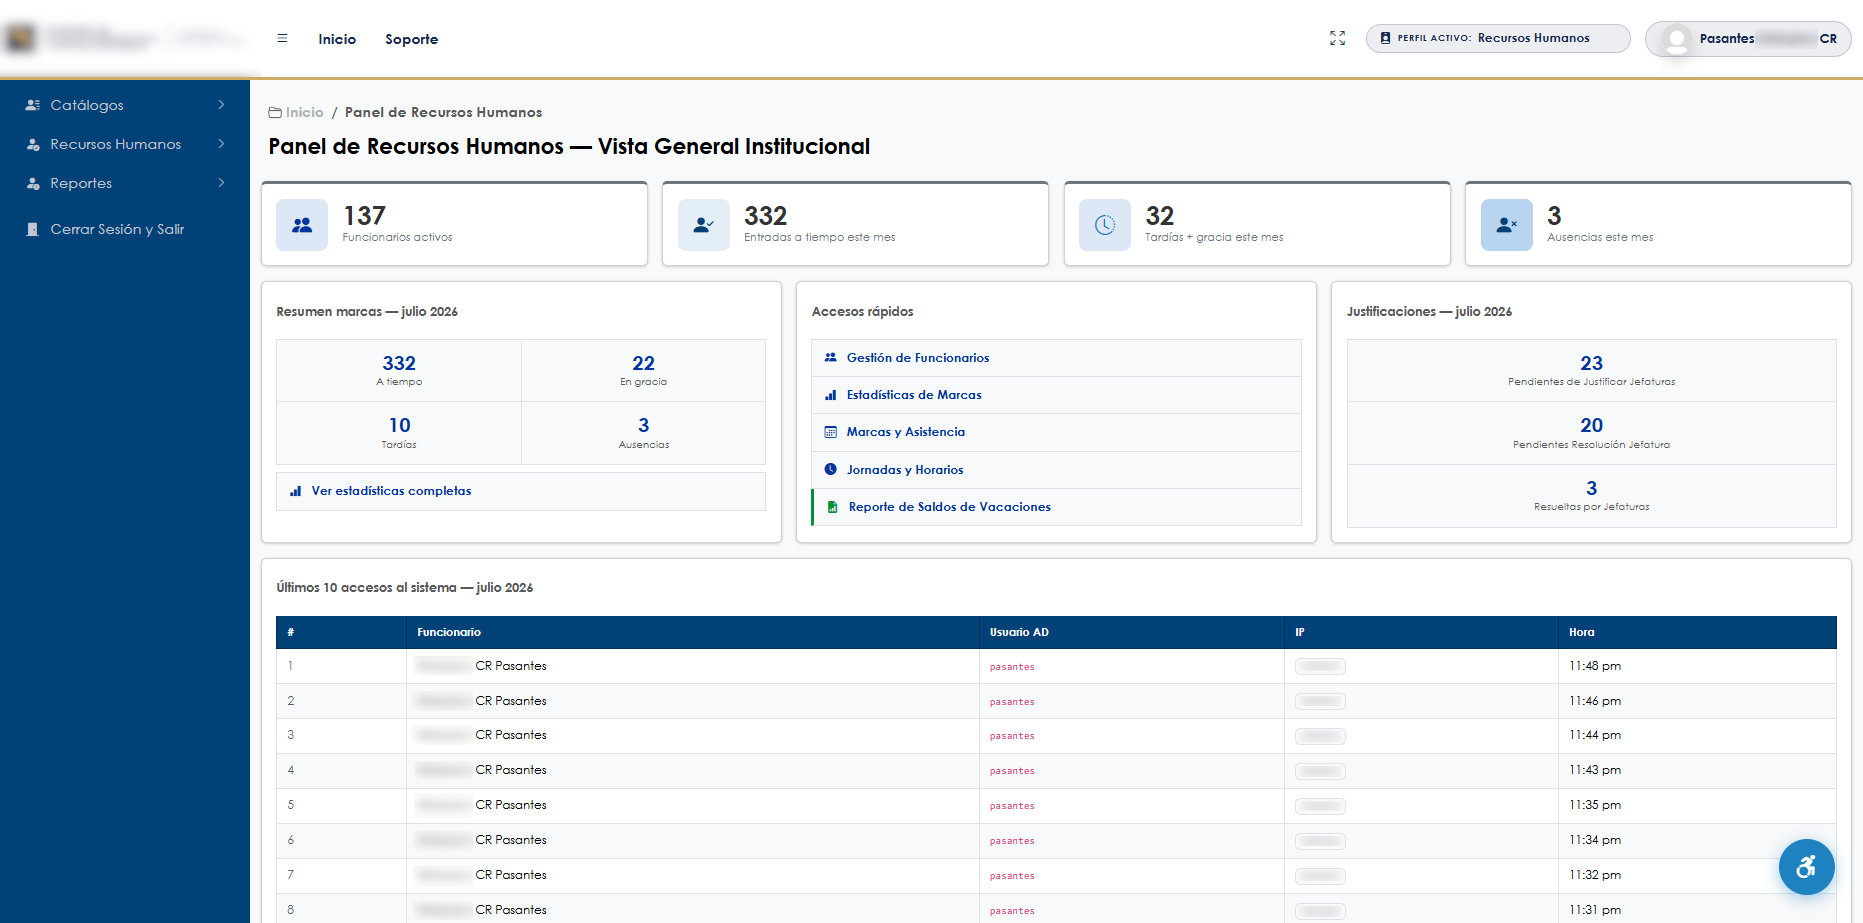 Inicio
Soporte
PERFIL ACTIVO: Recursos Humanos
Pasantes CR
Catálogos
Recursos Humanos
Reportes
Cerrar Sesión y Salir
Inicio / Panel de Recursos Humanos
Panel de Recursos Humanos — Vista General Institucional
137
Funcionarios activos
332
Entradas a tiempo este mes
32
Tardías + gracia este mes
3
Ausencias este mes
Resumen marcas — julio 2026
332
A tiempo
22
En gracia
10
Tardías
3
Ausencias
Ver estadísticas completas
Accesos rápidos
Gestión de Funcionarios
Estadísticas de Marcas
Marcas y Asistencia
Jornadas y Horarios
Reporte de Saldos de Vacaciones
Justificaciones — julio 2026
23
Pendientes de Justificar Jefaturas
20
Pendientes Resolución Jefatura
3
Resueltas por Jefaturas
Últimos 10 accesos al sistema — julio 2026
# Funcionario Usuario AD IP Hora
1 CR Pasantes pasantes 11:48 pm
2 CR Pasantes pasantes 11:46 pm
3 CR Pasantes pasantes 11:44 pm
4 CR Pasantes pasantes 11:43 pm
5 CR Pasantes pasantes 11:35 pm
6 CR Pasantes pasantes 11:34 pm
7 CR Pasantes pasantes 11:32 pm
8 CR Pasantes pasantes 11:31 pm